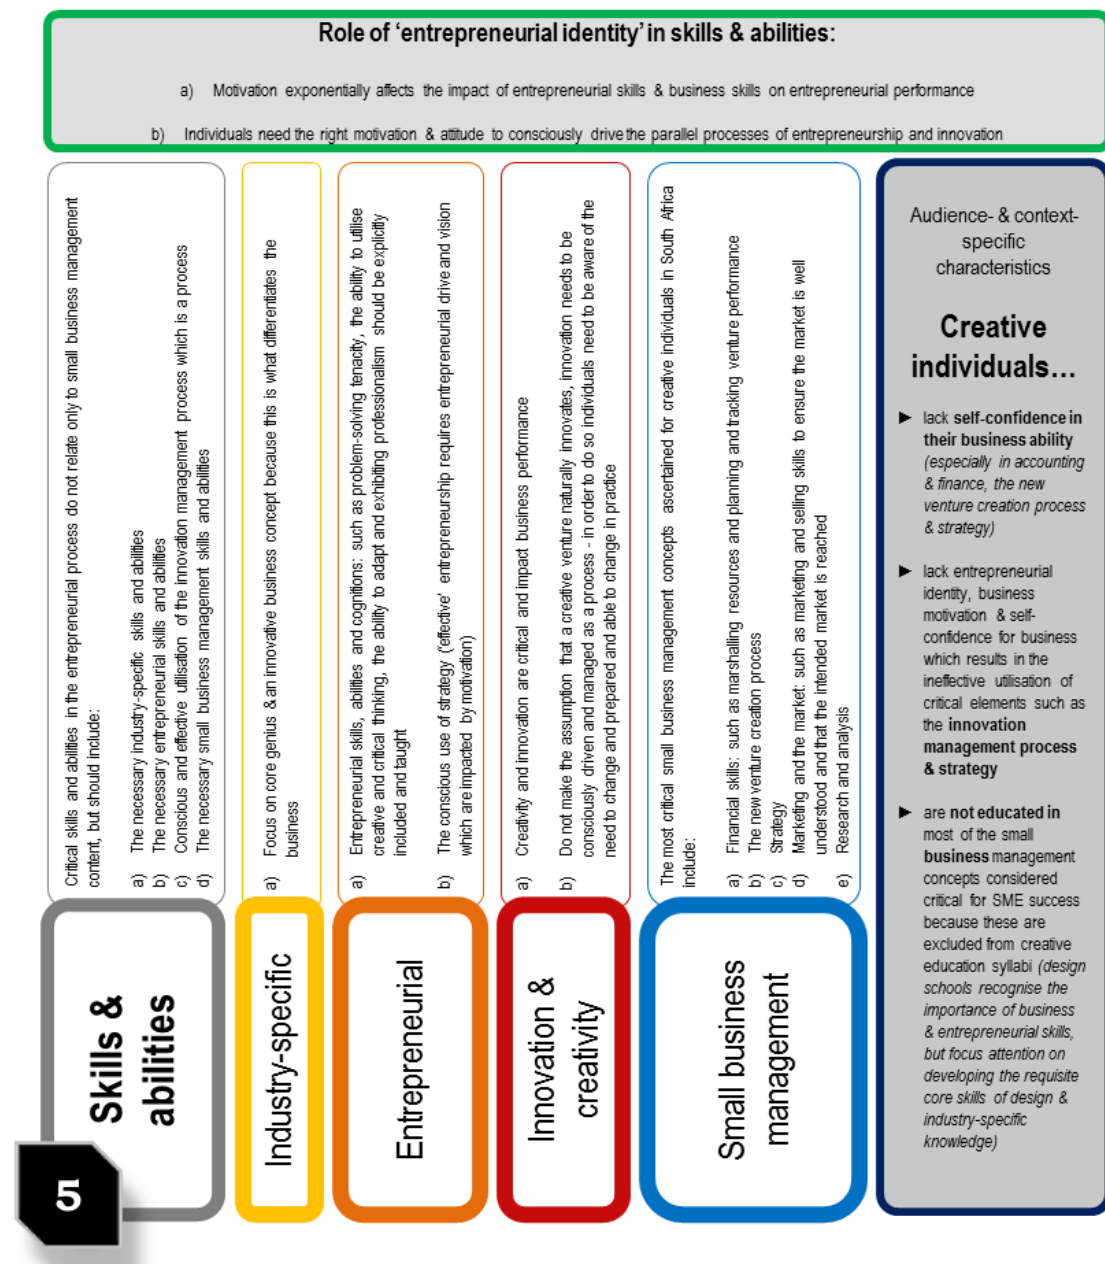 Role of ‘entrepreneurial identity’ in skills & abilities:
a) Motivation exponentially affects the impact of entrepreneurial skills & business skills on entrepreneurial performance
b) Individuals need the right motivation & attitude to consciously drive the parallel processes of entrepreneurship and innovation
Skills &
abilities
Critical skills and abilities in the entrepreneurial process do not relate only to small business management
content, but should include:
a) The necessary industry-specific skills and abilities
b) The necessary entrepreneurial skills and abilities
c) Conscious and effective utilisation of the innovation management process which is a process
d) The necessary small business management skills and abilities
Industry-specific
a) Focus on core genius & an innovative business concept because this is what differentiates the
business
Entrepreneurial
a) Entrepreneurial skills, abilities and cognitions: such as problem-solving tenacity, the ability to utilise
creative and critical thinking, the ability to adapt and exhibiting professionalism should be explicitly
included and taught
b) The conscious use of strategy (‘effective’ entrepreneurship requires entrepreneurial drive and vision
which are impacted by motivation)
Innovation &
creativity
a) Creativity and innovation are critical and impact business performance
b) Do not make the assumption that a creative venture naturally innovates, innovation needs to be
consciously driven and managed as a process - in order to do so individuals need to be aware of the
need to change and prepared and able to change in practice
Small business
management
The most critical small business management concepts ascertained for creative individuals in South Africa
include:
a) Financial skills: such as marshalling resources and planning and tracking venture performance
b) The new venture creation process
c) Strategy
d) Marketing and the market: such as marketing and selling skills to ensure the market is well
understood and that the intended market is reached
e) Research and analysis
Audience- & context-
specific
characteristics
Creative
individuals…
► lack self-confidence in
their business ability
(especially in accounting
& finance, the new
venture creation process
& strategy)
► lack entrepreneurial
identity, business
motivation & self-
confidence for business
which results in the
ineffective utilisation of
critical elements such as
the innovation
management process
& strategy
► are not educated in
most of the small
business management
concepts considered
critical for SME success
because these are
excluded from creative
education syllabi (design
schools recognise the
importance of business
& entrepreneurial skills,
but focus attention on
developing the requisite
core skills of design &
industry-specific
knowledge)
5